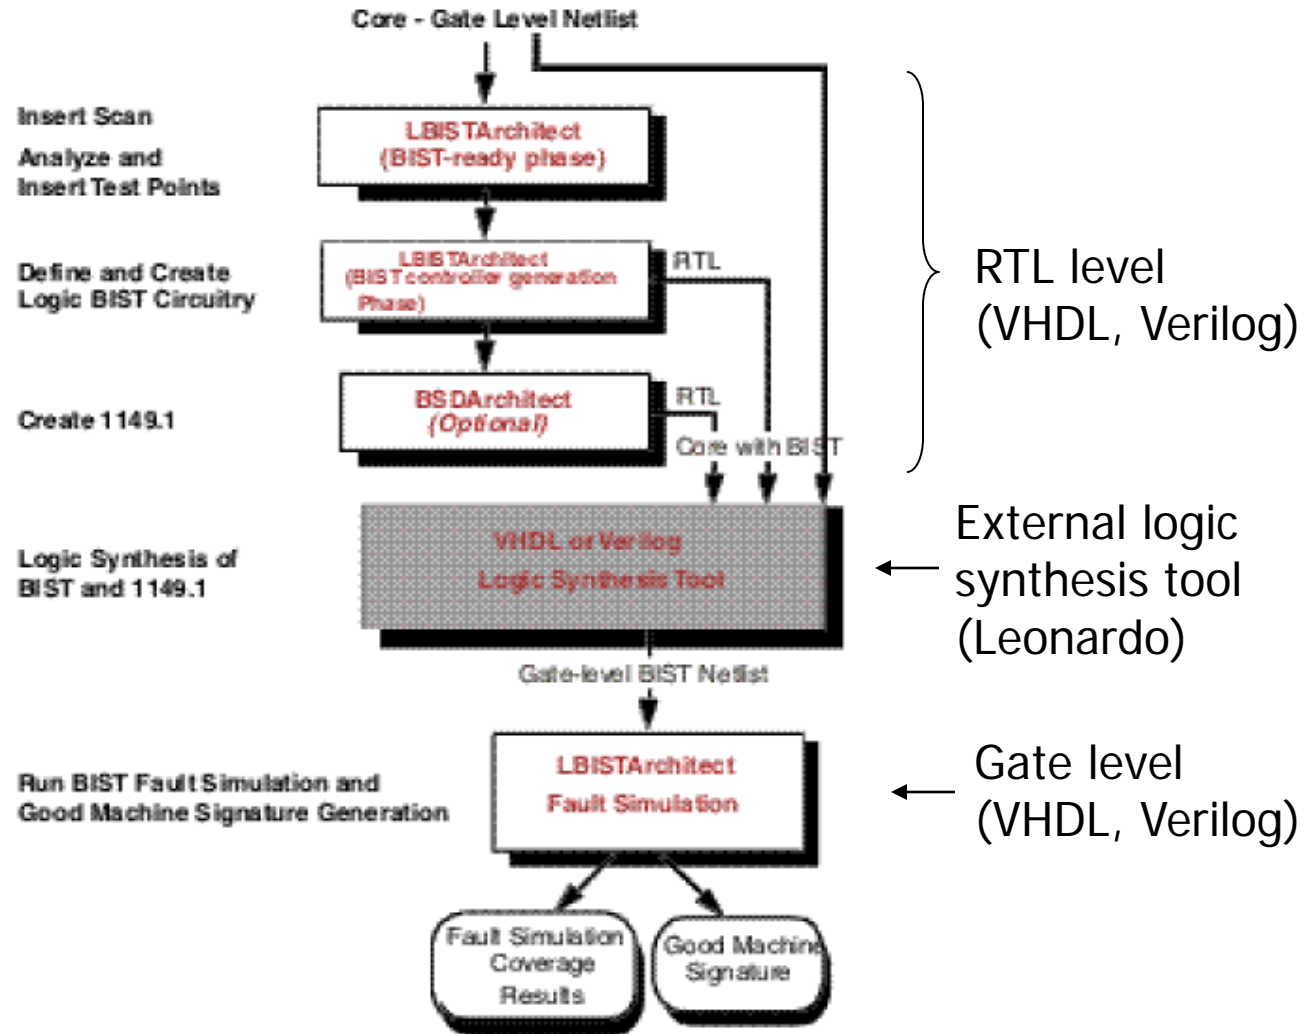 Core - Gate Level Netlist
Insert Scan
Analyze and
Insert Test Points
LBISTArchitect
(BIST-ready phase)
Define and Create
Logic BIST Circuitry
LBISTArchitect
(BIST controller generation
Phase)
RTL
RTL level
(VHDL, Verilog)
Create 1149.1
BSDArchitect
(Optional)
RTL
Core with BIST
Logic Synthesis of
BIST and 1149.1
VHDL or Verilog
Logic Synthesis Tool
External logic
synthesis tool
(Leonardo)
Gate-level BIST Netlist
Run BIST Fault Simulation and
Good Machine Signature Generation
LBISTArchitect
Fault Simulation
Gate level
(VHDL, Verilog)
Fault Simulation
Coverage
Results
Good Machine
Signature